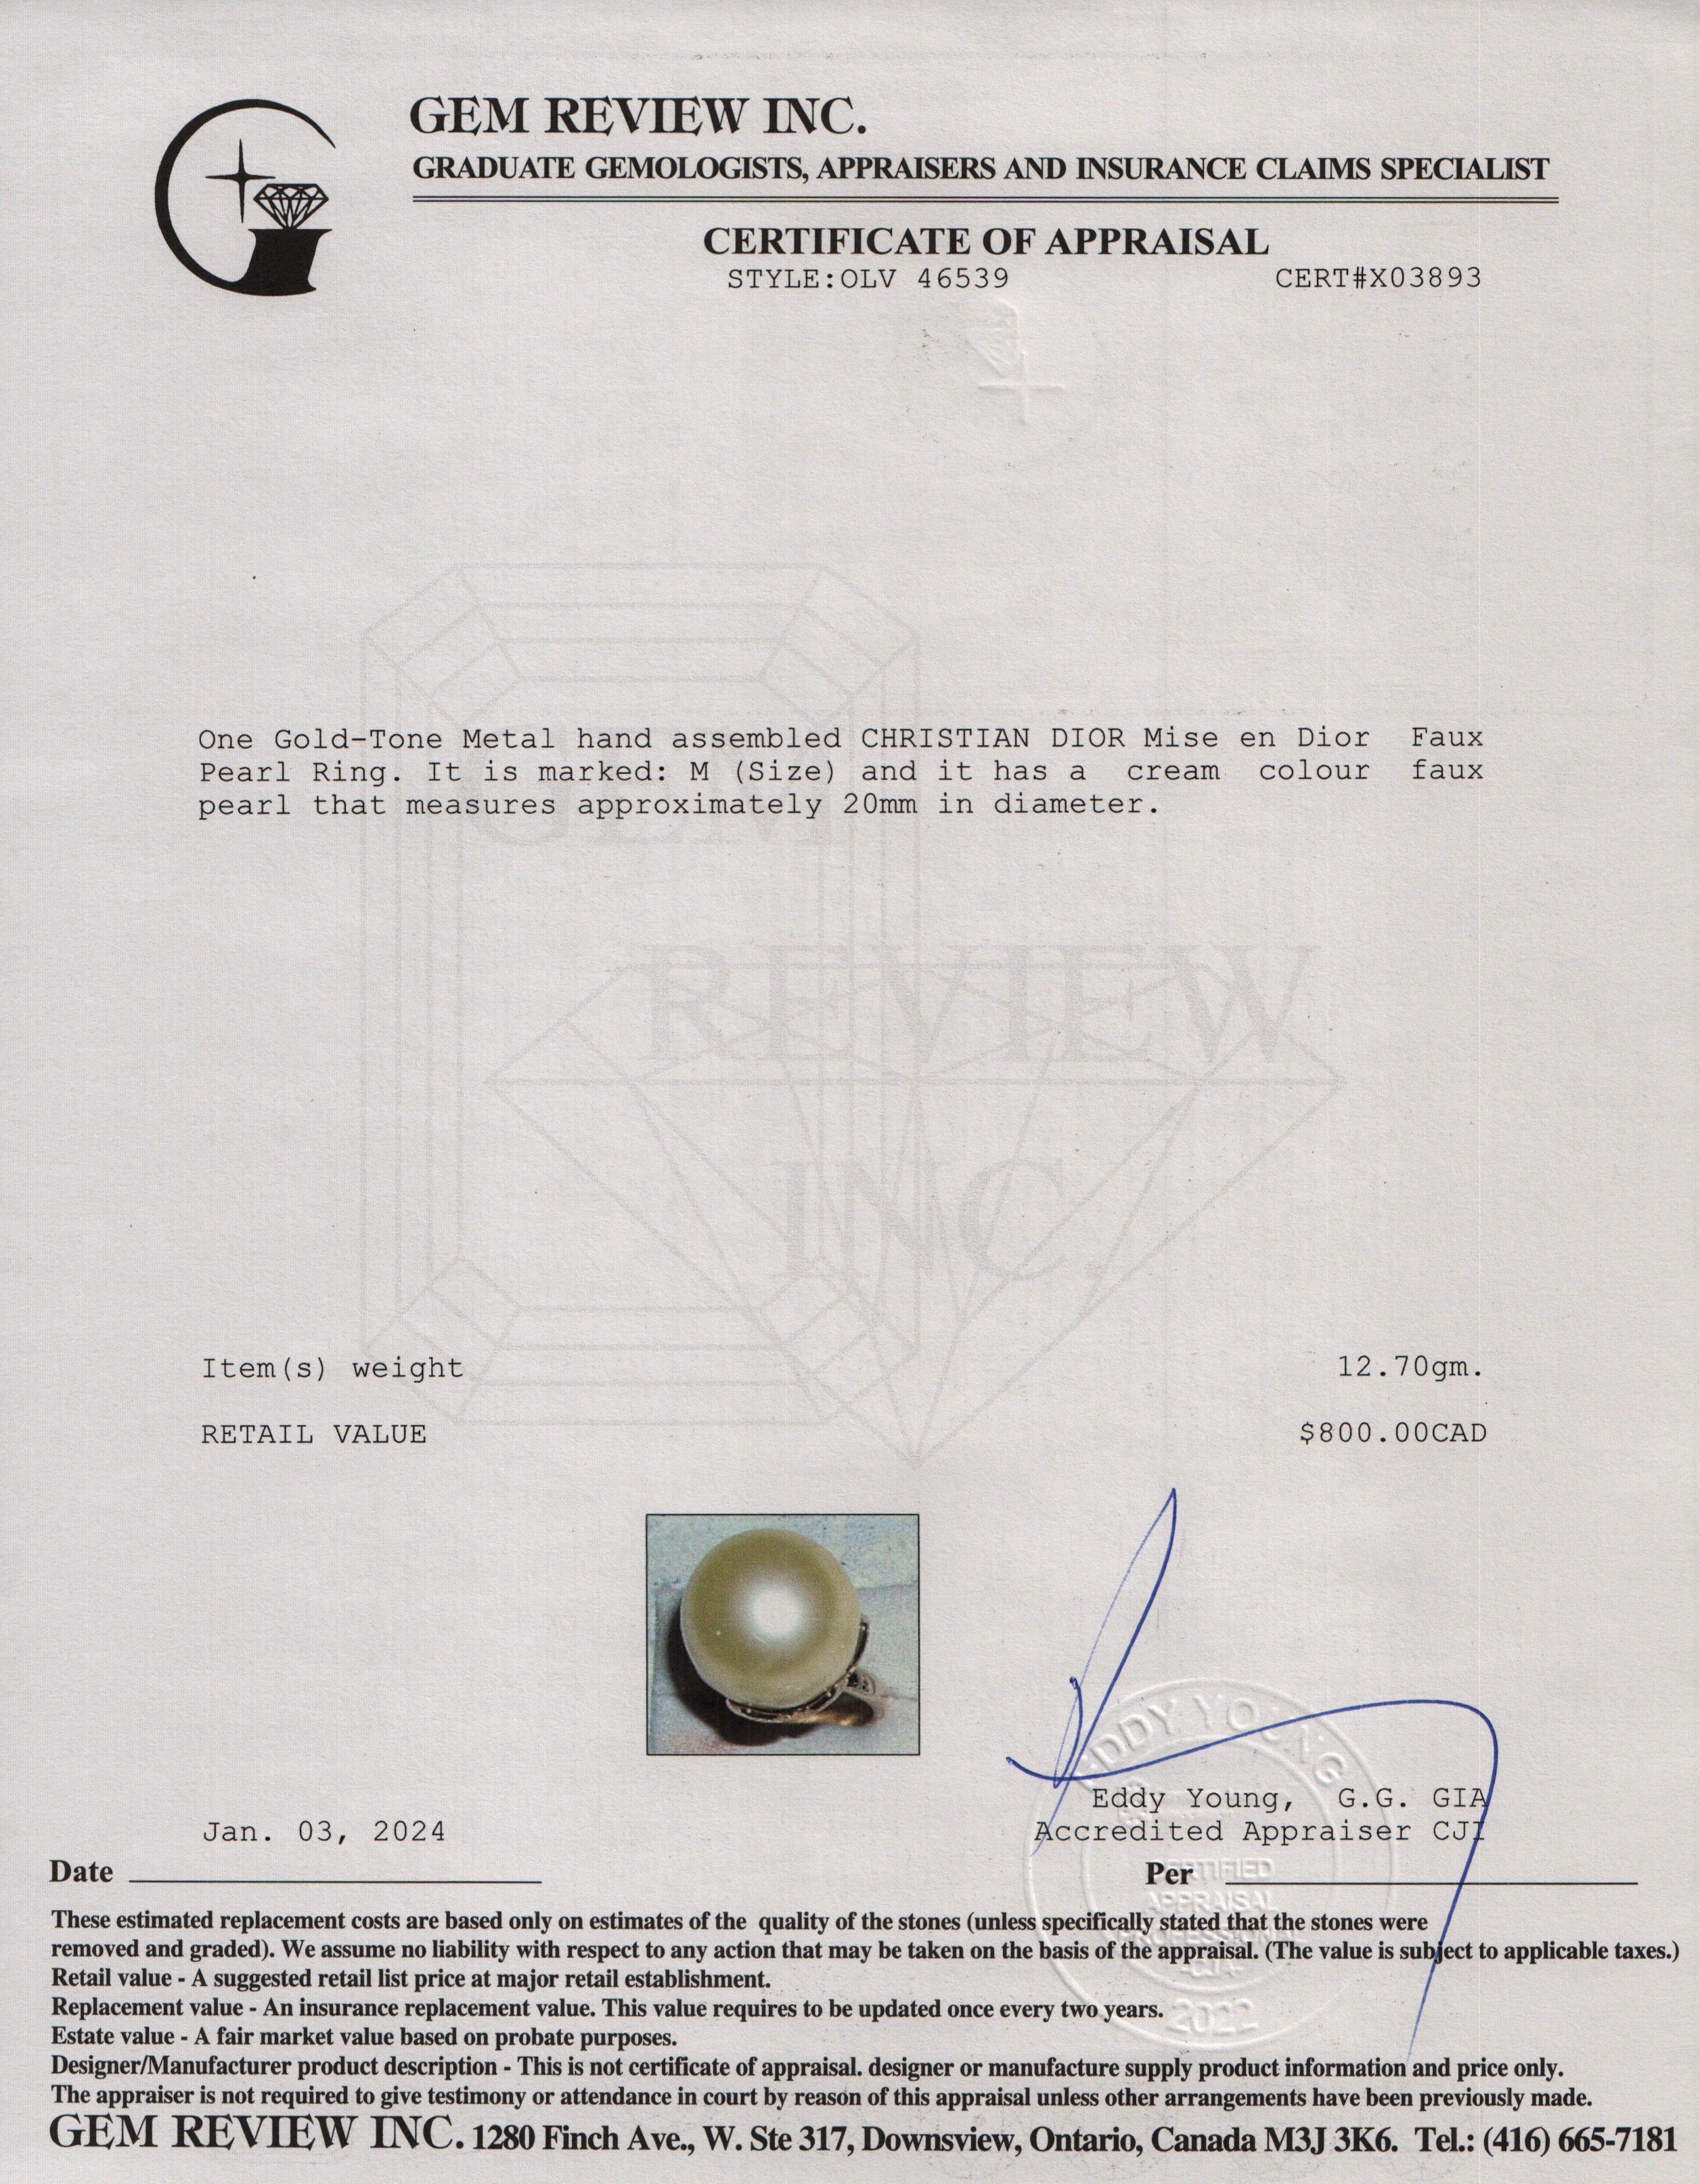 GEM REVIEW INC.
GRADUATE GEMOLOGISTS, APPRAISERS AND INSURANCE CLAIMS SPECIALIST
CERTIFICATE OF APPRAISAL
STYLE:OLV 46539 CERT#X03893
One Gold-Tone Metal hand assembled CHRISTIAN DIOR Mise en Dior Faux
Pearl Ring. It is marked: M (Size) and it has a cream colour faux
pearl that measures approximately 20mm in diameter.
GEM
REVIEW
INC.
Item(s) weight 12.70gm.
RETAIL VALUE $800.00CAD
EDDY YOUNG
Eddy Young, G.G. GIA
Jan. 03, 2024 Accredited Appraiser CJI
Date Per
CERTIFIED
APPRAISAL
PROFESSIONAL
2022
These estimated replacement costs are based only on estimates of the quality of the stones (unless specifically stated that the stones were
removed and graded). We assume no liability with respect to any action that may be taken on the basis of the appraisal. (The value is subject to applicable taxes.)
Retail value - A suggested retail list price at major retail establishment.
Replacement value - An insurance replacement value. This value requires to be updated once every two years.
Estate value - A fair market value based on probate purposes.
Designer/Manufacturer product description - This is not certificate of appraisal. designer or manufacture supply product information and price only.
The appraiser is not required to give testimony or attendance in court by reason of this appraisal unless other arrangements have been previously made.
GEM REVIEW INC. 1280 Finch Ave., W. Ste 317, Downsview, Ontario, Canada M3J 3K6. Tel.: (416) 665-7181